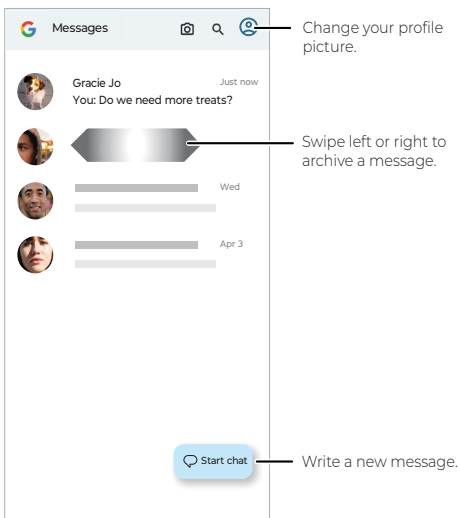 Messages
Change your profile
picture.
Gracie Jo
Just now
You: Do we need more treats?
Swipe left or right to
archive a message.
Wed
Apr 3
Start chat
Write a new message.